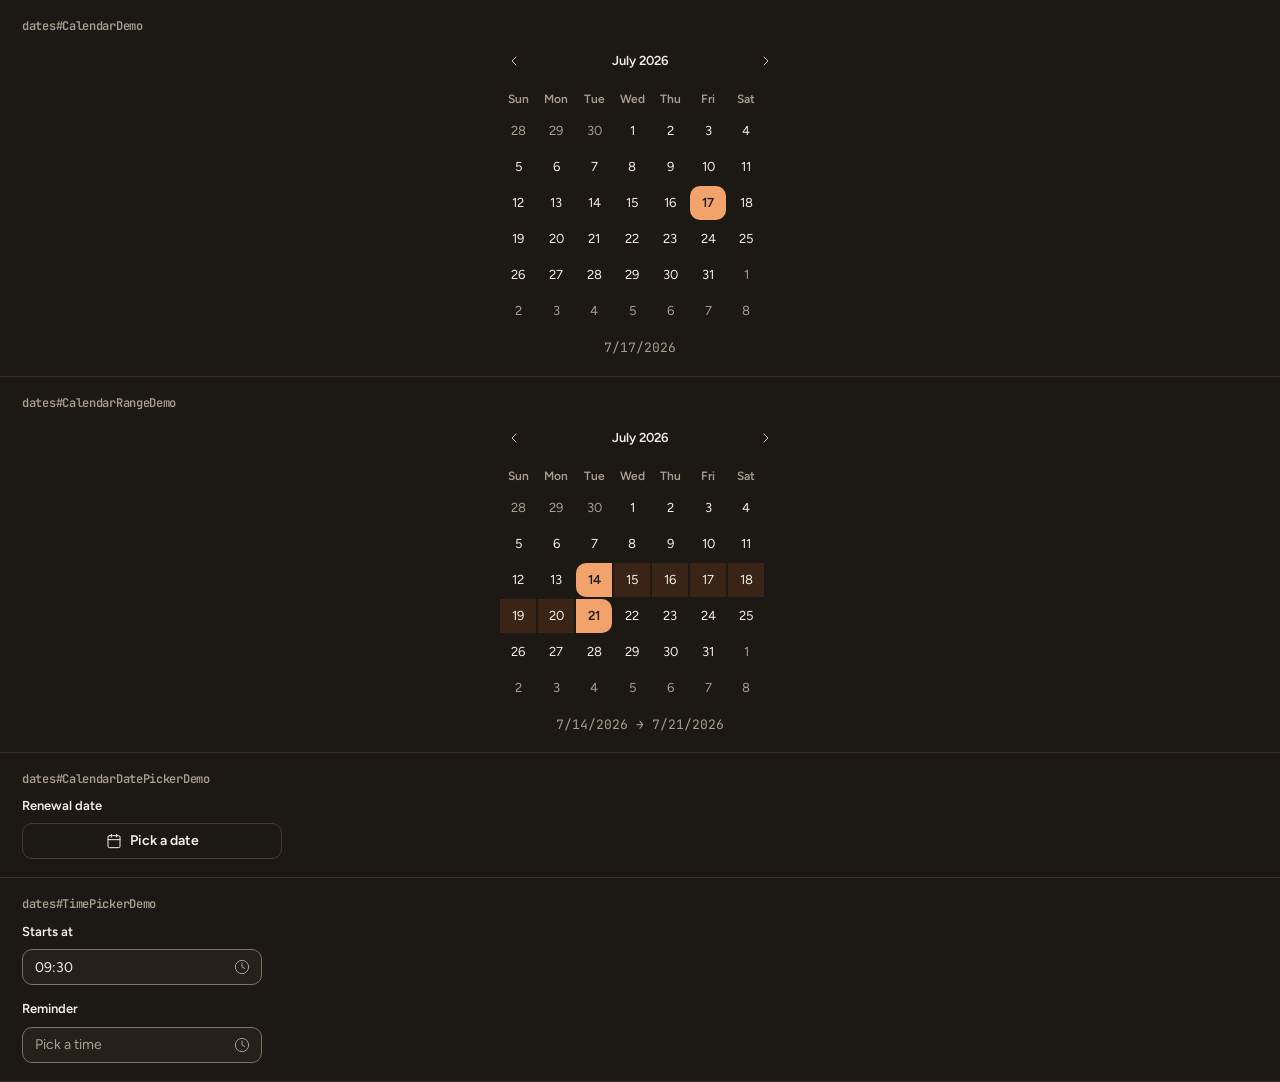 dates#CalendarDemo
July 2026
Sun Mon Tue Wed Thu Fri Sat
28 29 30 1 2 3 4
5 6 7 8 9 10 11
12 13 14 15 16 17 18
19 20 21 22 23 24 25
26 27 28 29 30 31 1
2 3 4 5 6 7 8
7/17/2026
dates#CalendarRangeDemo
July 2026
Sun Mon Tue Wed Thu Fri Sat
28 29 30 1 2 3 4
5 6 7 8 9 10 11
12 13 14 15 16 17 18
19 20 21 22 23 24 25
26 27 28 29 30 31 1
2 3 4 5 6 7 8
7/14/2026 → 7/21/2026
dates#CalendarDatePickerDemo
Renewal date
Pick a date
dates#TimePickerDemo
Starts at
09:30
Reminder
Pick a time